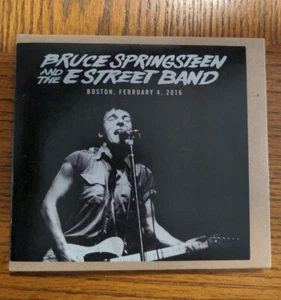 BRUCE SPRINGSTEEN
AND THE E STREET BAND
BOSTON, FEBRUARY 4, 2016